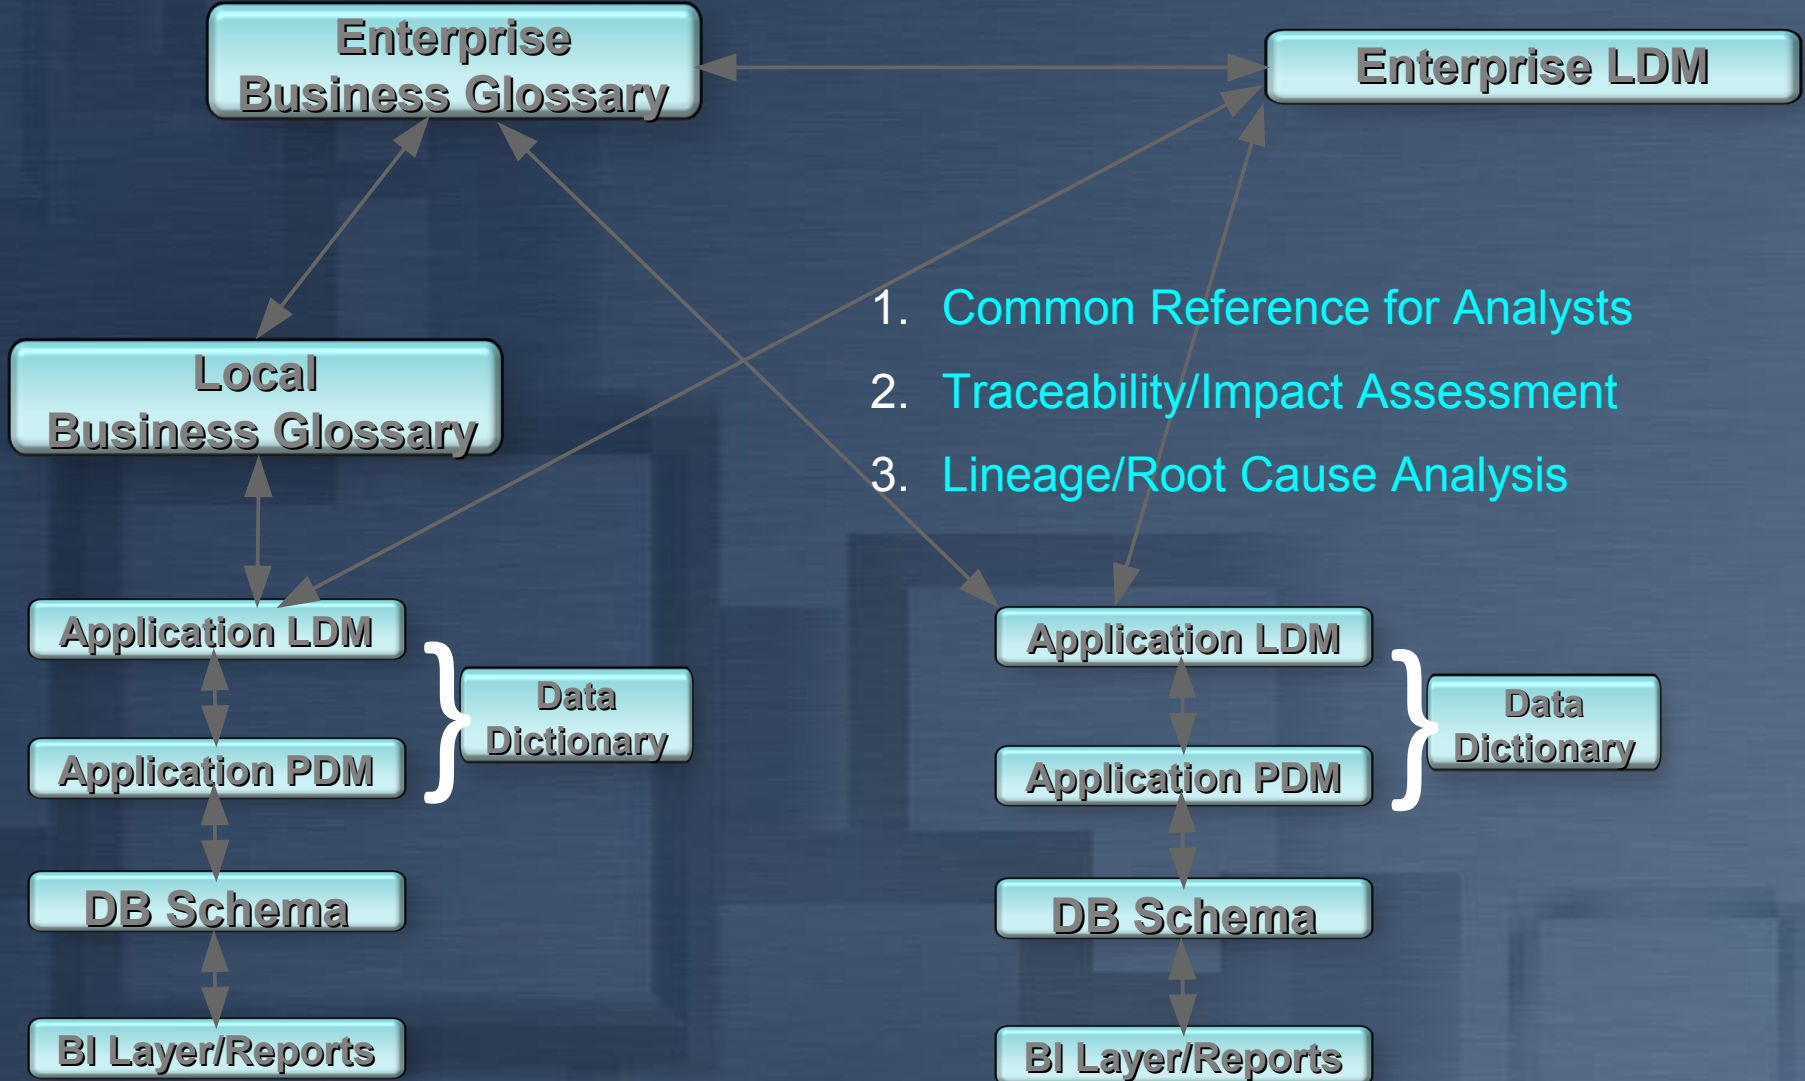 Enterprise
Business Glossary
Enterprise LDM
1. Common Reference for Analysts
2. Traceability/Impact Assessment
3. Lineage/Root Cause Analysis
Local
Business Glossary
Application LDM
Data
Dictionary
Application PDM
DB Schema
BI Layer/Reports
Application LDM
Data
Dictionary
Application PDM
DB Schema
BI Layer/Reports